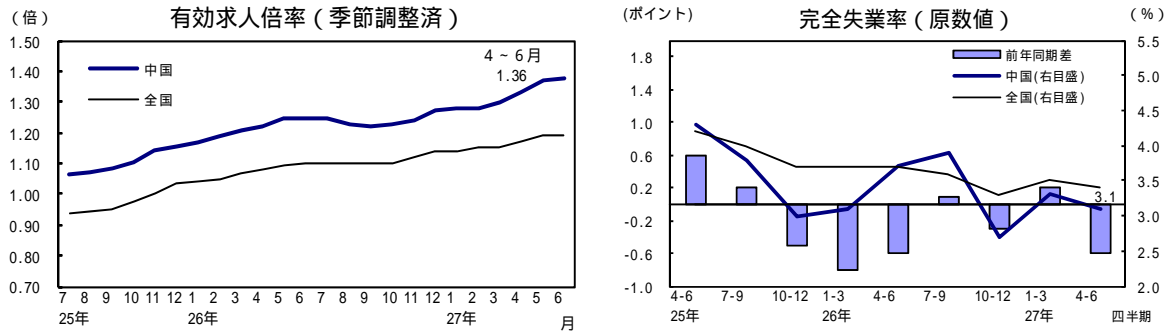 有効求人倍率（季節調整済）
（倍）
1.50
1.40
1.30
1.20
1.10
1.00
0.90
0.80
0.70
中国
全国
4～6月
1.36
7 8 9 10 11 12 1 2 3 4 5 6 7 8 9 10 11 12 1 2 3 4 5 6
25年 26年 27年 月
完全失業率（原数値）
(ポイント) (％)
1.8
1.4
1.0
0.6
0.2
-0.2
-0.6
-1.0
5.5
5.0
4.5
4.0
3.5
3.0
2.5
2.0
前年同期差
中国(右目盛)
全国(右目盛)
3.1
4-6 7-9 10-12 1-3 4-6 7-9 10-12 1-3 4-6
25年 26年 27年 四半期